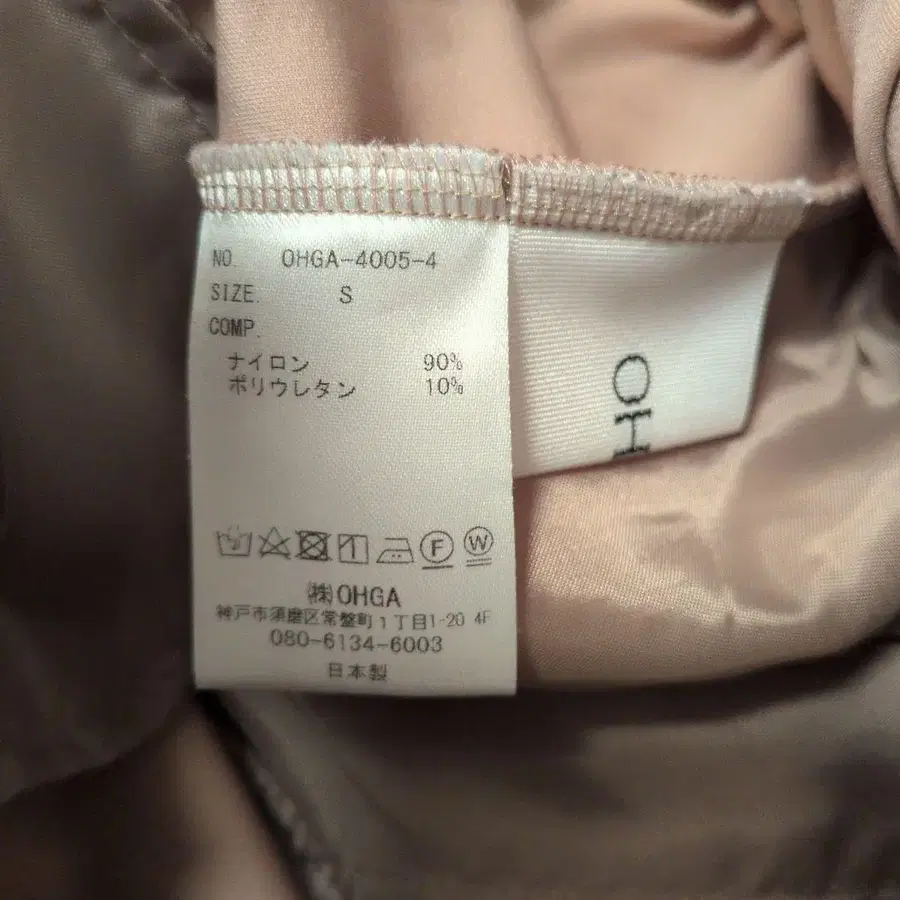 NO. OHGA-4005-4
SIZE. S
COMP.
ナイロン 90%
ポリウレタン 10%
F W
㈱OHGA
神戸市須磨区常盤町1丁目1-20 4F
080-6134-6003
日本製
OH